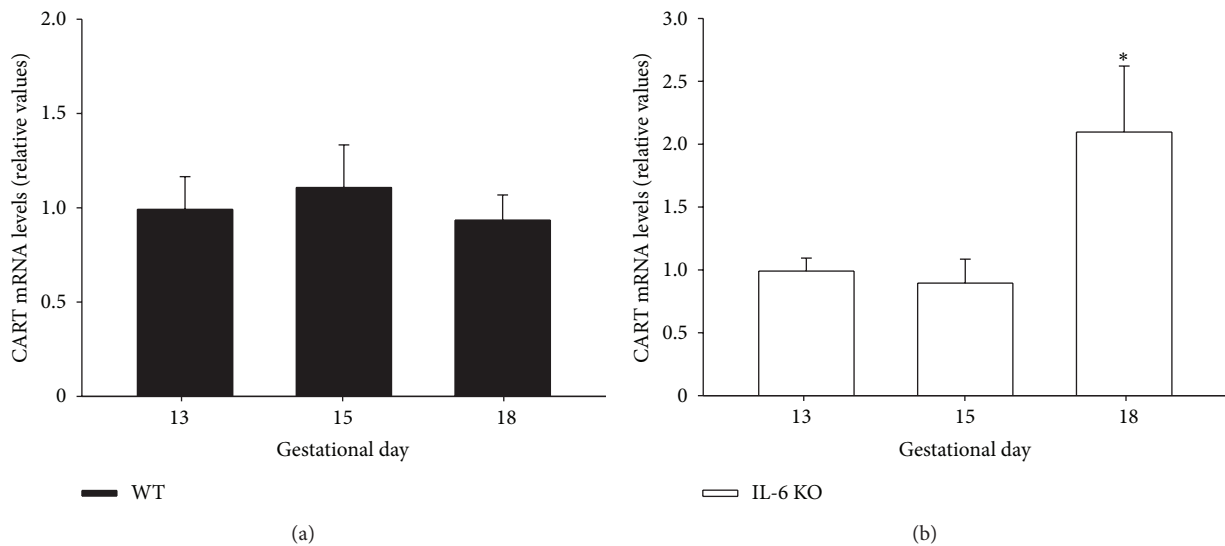 2.0
1.5
1.0
0.5
0
CART mRNA levels (relative values)
13 15 18
Gestational day
WT
(a)
3.0
2.5
2.0
1.5
1.0
0.5
0
CART mRNA levels (relative values)
*
13 15 18
Gestational day
IL-6 KO
(b)